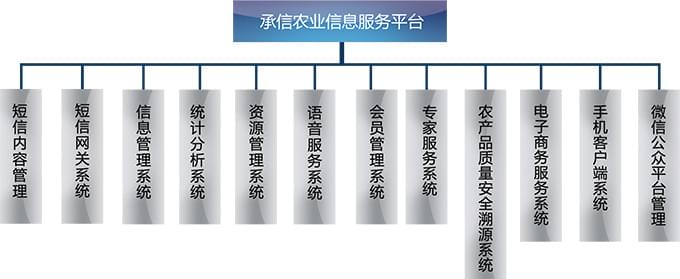 承信农业信息服务平台
短信内容管理
短信网关系统
信息管理系统
统计分析系统
资源管理系统
语音服务系统
会员管理系统
专家服务系统
农产品质量安全溯源系统
电子商务服务系统
手机客户端系统
微信公众平台管理